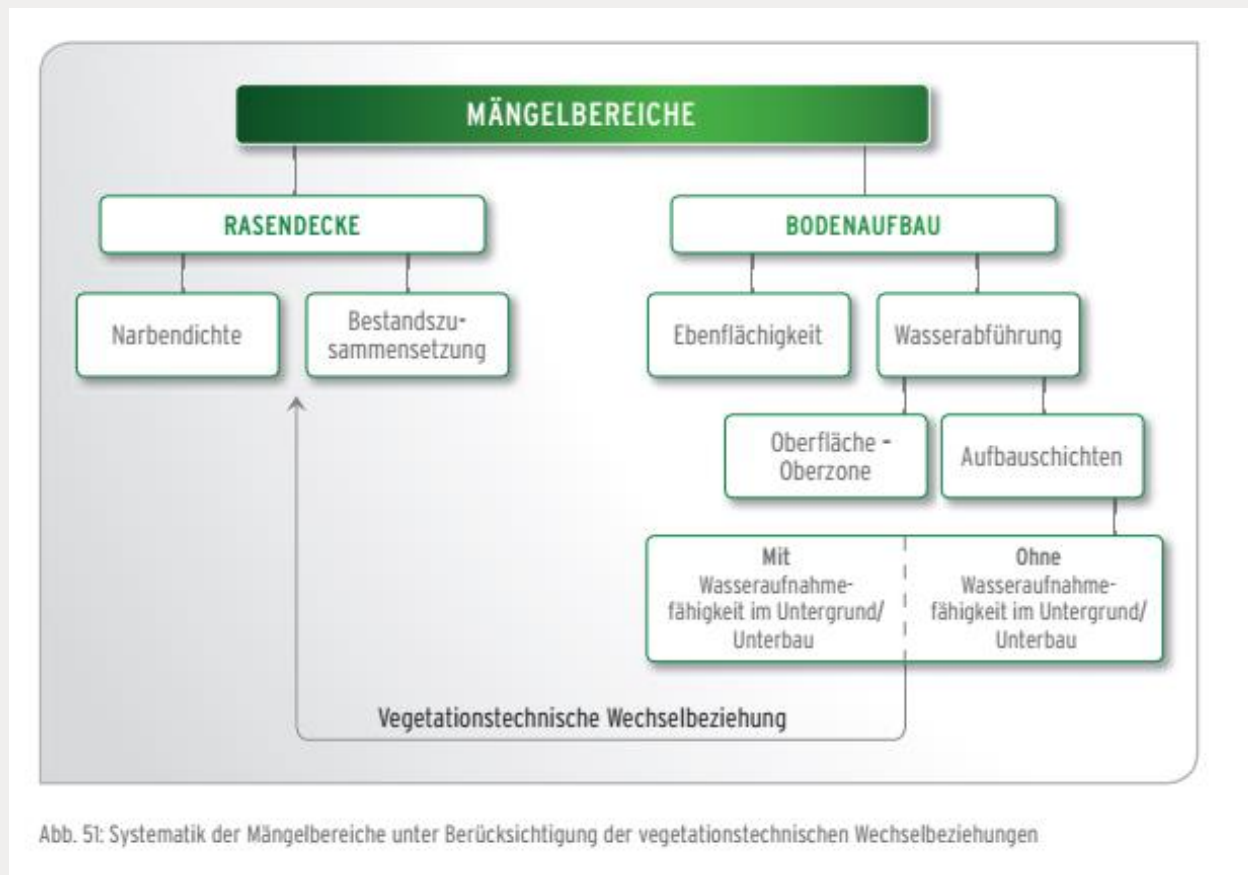 MÄNGELBEREICHE
RASENDECKE
BODENAUFBAU
Narbendichte
Bestandszu-
sammensetzung
Ebenflächigkeit
Wasserabführung
Oberfläche -
Oberzone
Aufbauschichten
Mit
Wasseraufnahme-
fähigkeit im Untergrund/
Unterbau
Ohne
Wasseraufnahme-
fähigkeit im Untergrund/
Unterbau
Vegetationstechnische Wechselbeziehung
Abb. 51: Systematik der Mängelbereiche unter Berücksichtigung der vegetationstechnischen Wechselbeziehungen